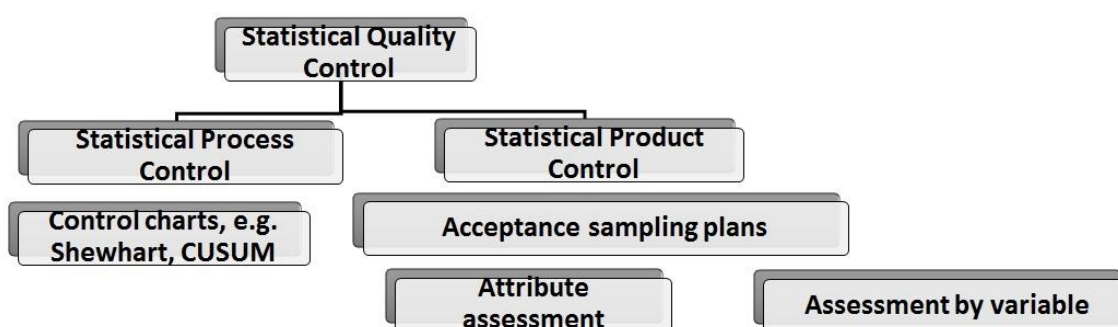 Statistical Quality
Control
Statistical Process
Control
Statistical Product
Control
Control charts, e.g.
Shewhart, CUSUM
Acceptance sampling plans
Attribute
assessment
Assessment by variable